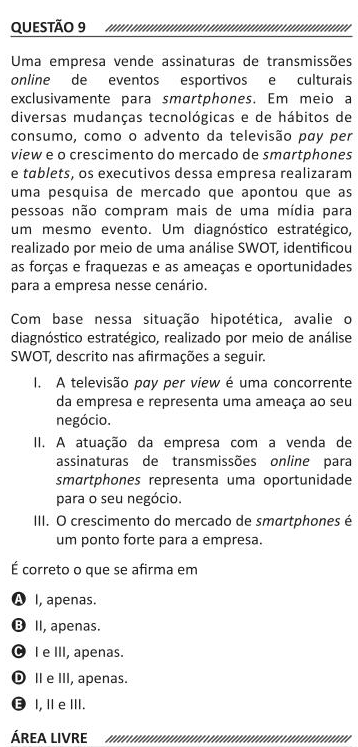 QUESTÃO 9
Uma empresa vende assinaturas de transmissões
online de eventos esportivos e culturais
exclusivamente para smartphones. Em meio a
diversas mudanças tecnológicas e de hábitos de
consumo, como o advento da televisão pay per
view e o crescimento do mercado de smartphones
e tablets, os executivos dessa empresa realizaram
uma pesquisa de mercado que apontou que as
pessoas não compram mais de uma mídia para
um mesmo evento. Um diagnóstico estratégico,
realizado por meio de uma análise SWOT, identificou
as forças e fraquezas e as ameaças e oportunidades
para a empresa nesse cenário.
Com base nessa situação hipotética, avalie o
diagnóstico estratégico, realizado por meio de análise
SWOT, descrito nas afirmações a seguir.
I. A televisão pay per view é uma concorrente
da empresa e representa uma ameaça ao seu
negócio.
II. A atuação da empresa com a venda de
assinaturas de transmissões online para
smartphones representa uma oportunidade
para o seu negócio.
III. O crescimento do mercado de smartphones é
um ponto forte para a empresa.
É correto o que se afirma em
A I, apenas.
B II, apenas.
C I e III, apenas.
D II e III, apenas.
E I, II e III.
ÁREA LIVRE